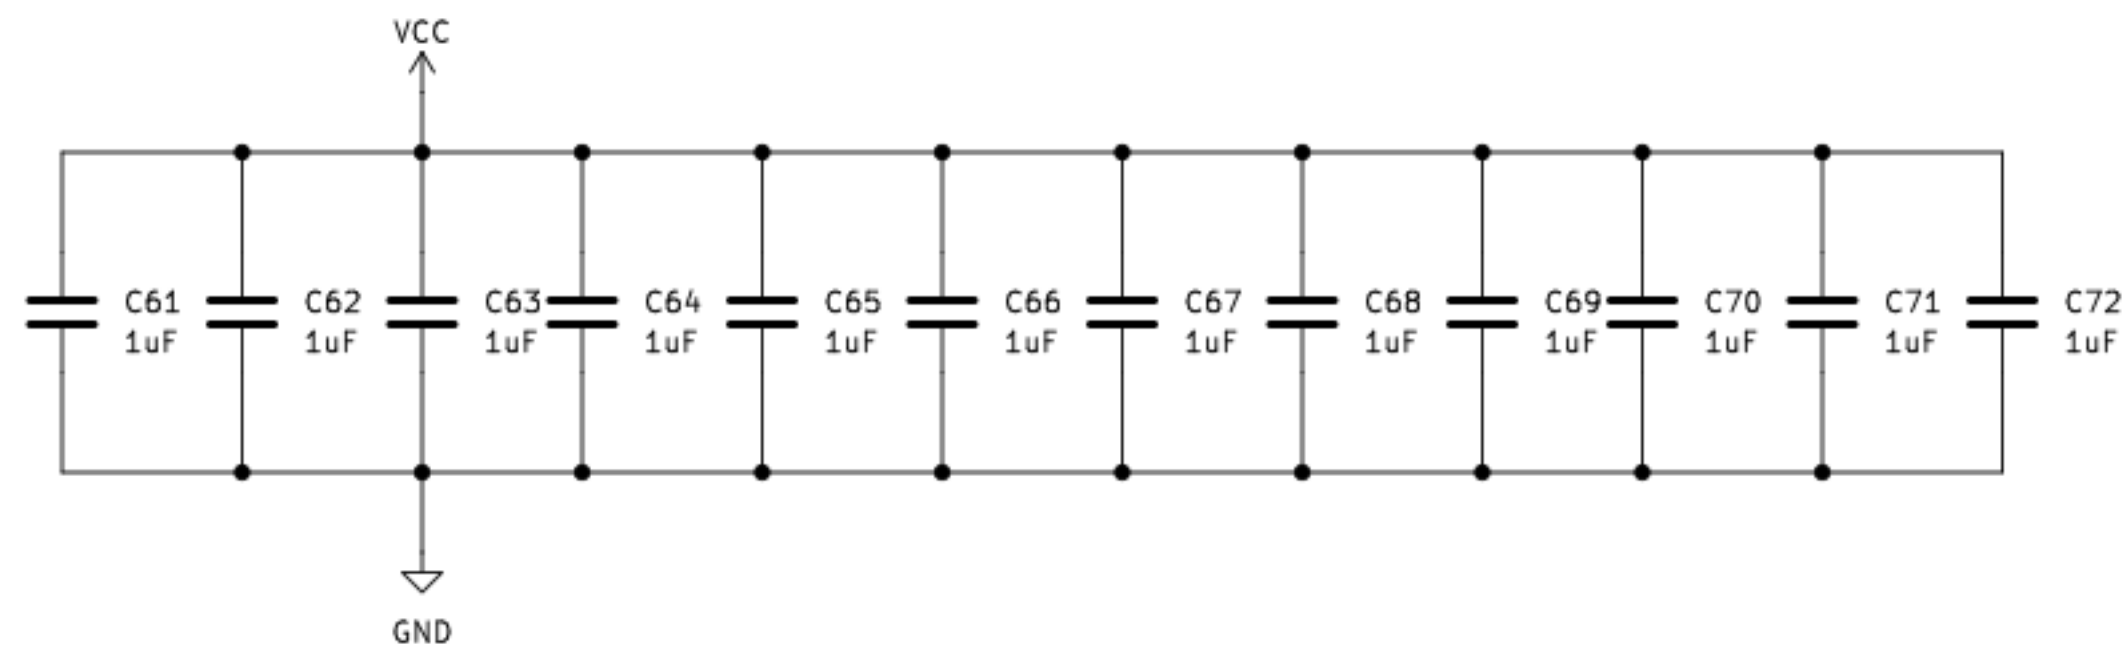 VCC
C61 C62 C63 C64 C65 C66 C67 C68 C69 C70 C71 C72
1uF 1uF 1uF 1uF 1uF 1uF 1uF 1uF 1uF 1uF 1uF 1uF
GND